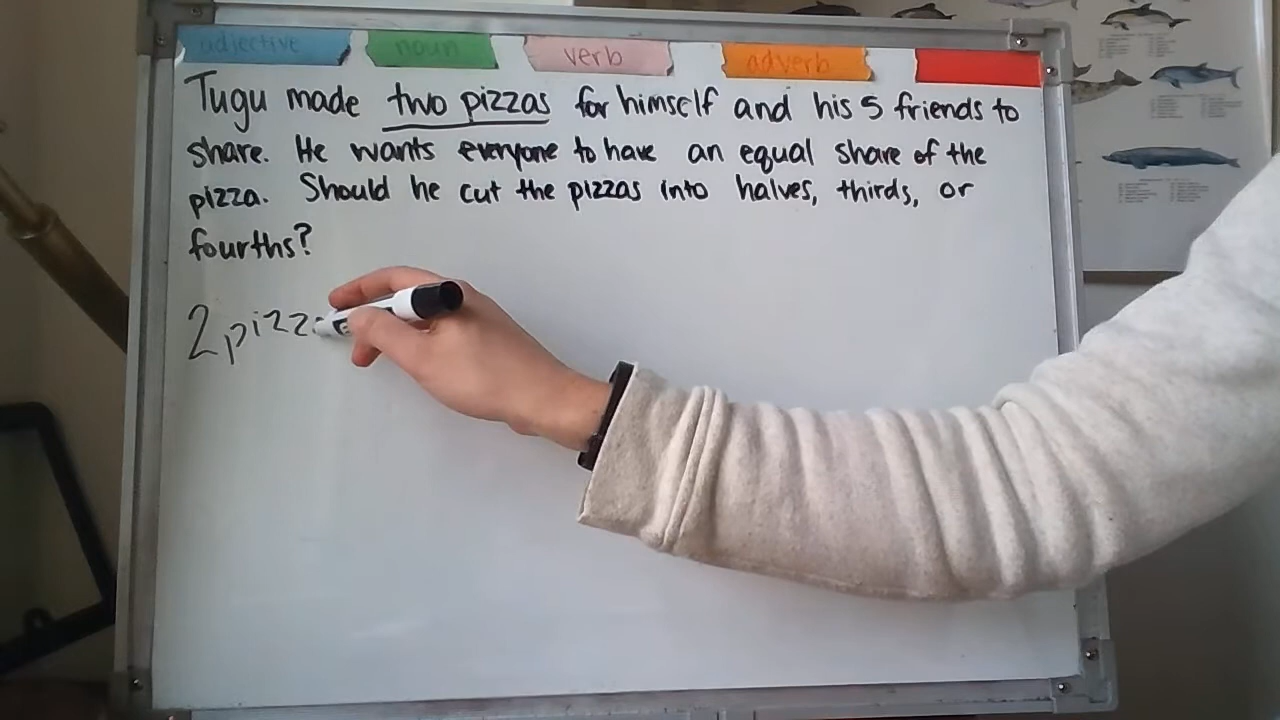 adjective noun verb adverb
Tugu made two pizzas for himself and his 5 friends to
share. He wants everyone to have an equal share of the
pizza. Should he cut the pizzas into halves, thirds, or
fourths?
2 pizz